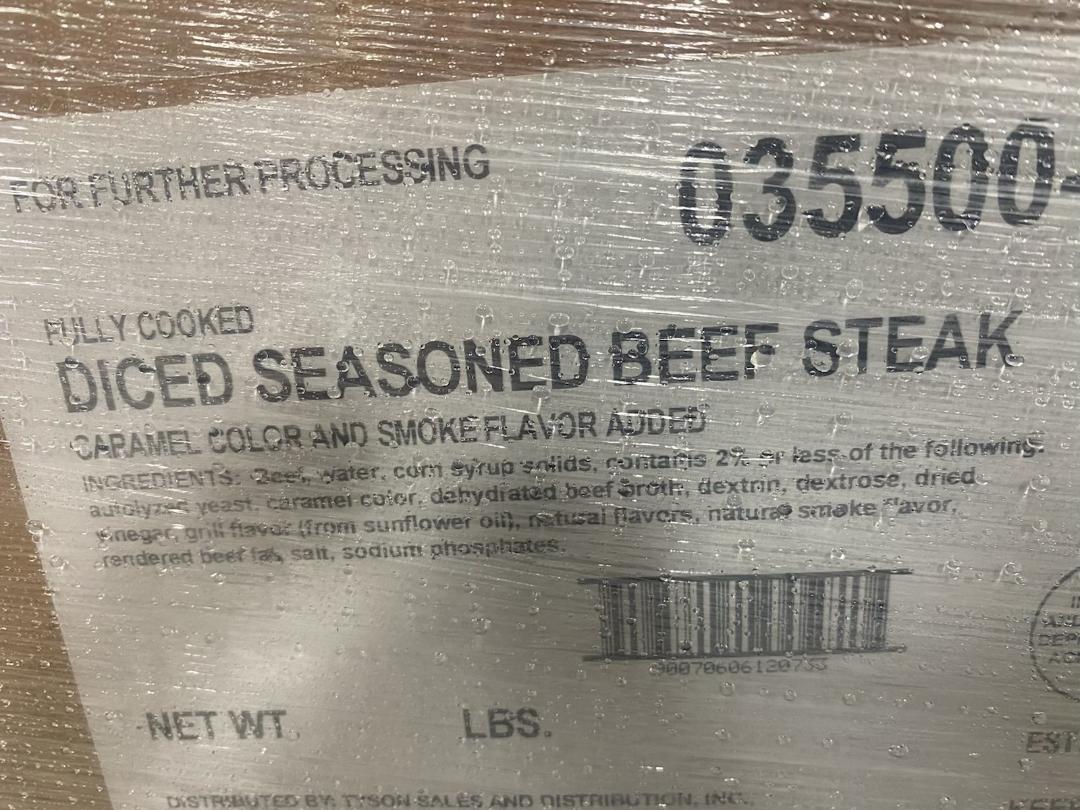 FOR FURTHER PROCESSING
035500-
FULLY COOKED
DICED SEASONED BEEF STEAK
CARAMEL COLOR AND SMOKE FLAVOR ADDED
INGREDIENTS: Beef, water, corn syrup solids, contains 2% or less of the following:
autolyzed yeast, caramel color, dehydrated beef broth, dextrin, dextrose, dried
vinegar, grill flavor (from sunflower oil), natural flavors, natural smoke flavor,
rendered beef fat, salt, sodium phosphates.
NET WT. LBS.
EST
DISTRIBUTED BY: TYSON SALES AND DISTRIBUTION, INC.,